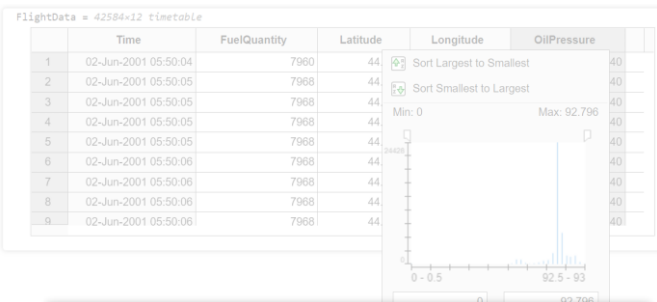 FlightData = 42584×12 timetable
Time FuelQuantity Latitude Longitude OilPressure
1 02-Jun-2001 05:50:04 7960 44. 40
Sort Largest to Smallest
2 02-Jun-2001 05:50:05 7968 44. 40
Sort Smallest to Largest
3 02-Jun-2001 05:50:05 7968 44. 40
Min: 0 Max: 92.796
4 02-Jun-2001 05:50:05 7968 44. 40
5 02-Jun-2001 05:50:05 7968 44. 40
6 02-Jun-2001 05:50:06 7968 44. 40
7 02-Jun-2001 05:50:06 7968 44. 40
8 02-Jun-2001 05:50:06 7968 44. 40
9 02-Jun-2001 05:50:06 7968 44. 40
0
0 - 0.5 92.5 - 93
0 92.796